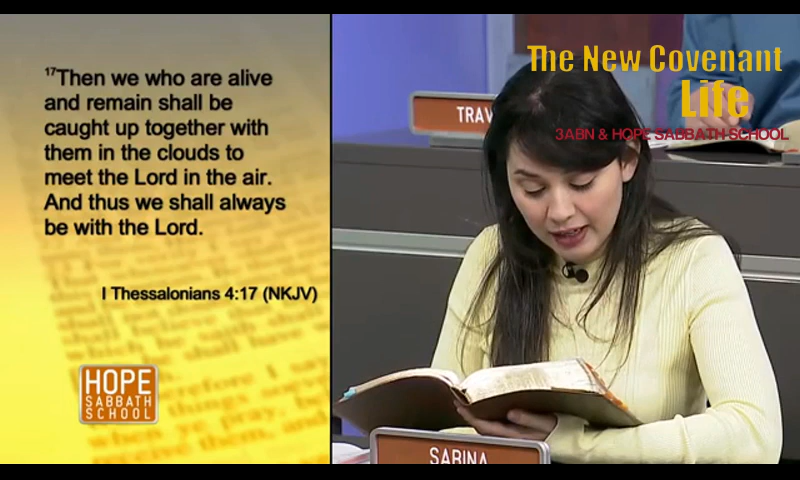 17Then we who are alive
and remain shall be
caught up together with
them in the clouds to
meet the Lord in the air.
And thus we shall always
be with the Lord.
I Thessalonians 4:17 (NKJV)
HOPE
SABBATH
SCHOOL
The New Covenant
Life
3ABN & HOPE SABBATH SCHOOL
TRAV
SABINA